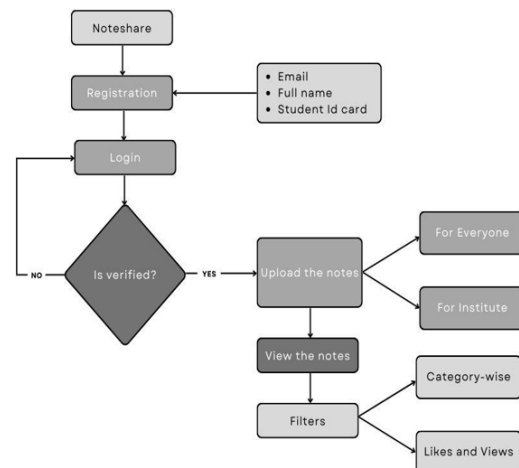 Noteshare
Registration
• Email
• Full name
• Student Id card
Login
Is verified?
NO
YES
Upload the notes
For Everyone
For Institute
View the notes
Filters
Category-wise
Likes and Views